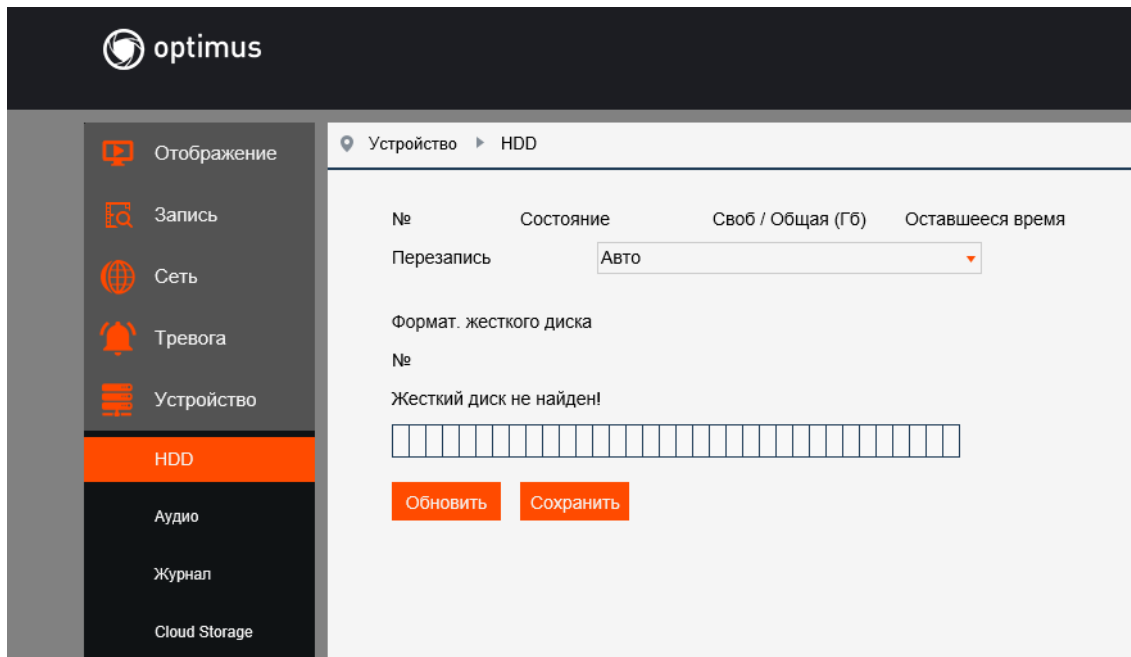 optimus
Отображение
Запись
Сеть
Тревога
Устройство
HDD
Аудио
Журнал
Cloud Storage
Устройство HDD
№ Состояние Своб / Общая (Гб) Оставшееся время
Перезапись Авто
Формат. жесткого диска
№
Жесткий диск не найден!
Обновить Сохранить